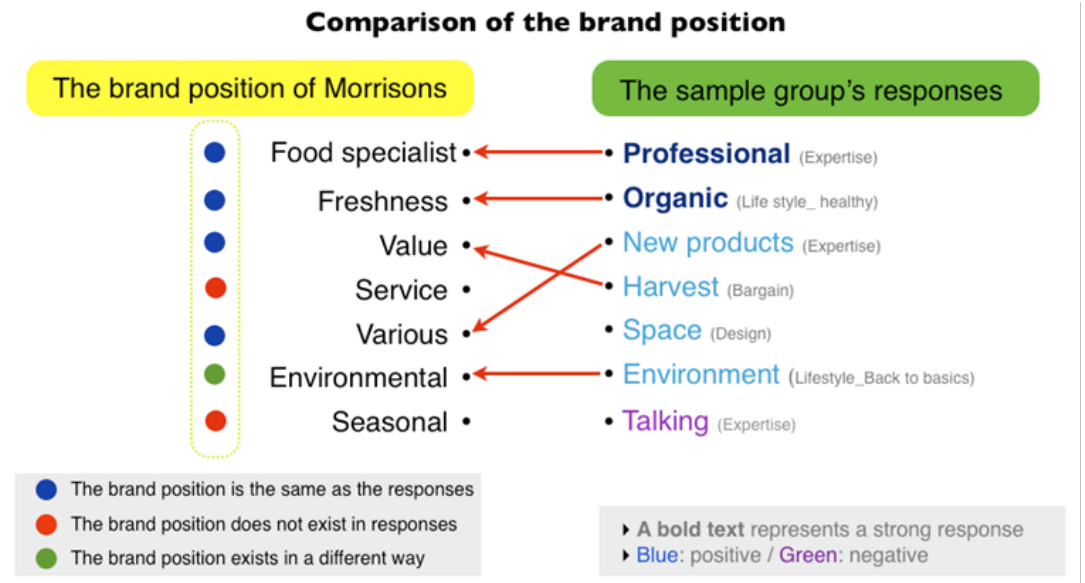 Comparison of the brand position
The brand position of Morrisons
The sample group's responses
Food specialist
Professional (Expertise)
Freshness
Organic (Life style_ healthy)
Value
New products (Expertise)
Service
Harvest (Bargain)
Various
Space (Design)
Environmental
Environment (Lifestyle_Back to basics)
Seasonal
Talking (Expertise)
The brand position is the same as the responses
The brand position does not exist in responses
The brand position exists in a different way
A bold text represents a strong response
Blue: positive / Green: negative